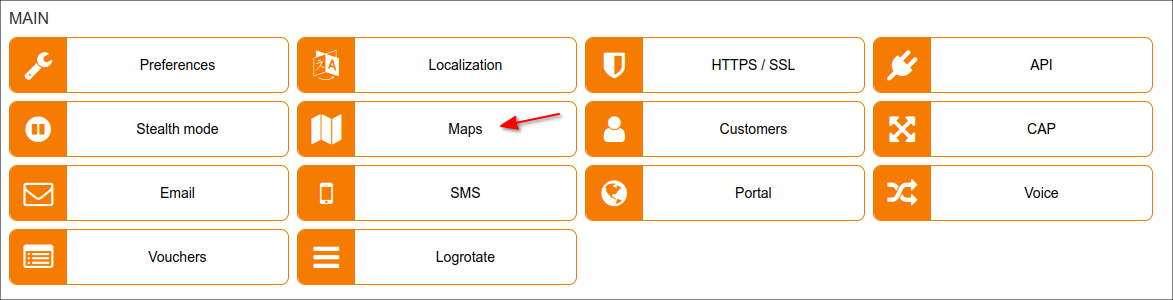 MAIN
Preferences
Localization
HTTPS / SSL
API
Stealth mode
Maps
Customers
CAP
Email
SMS
Portal
Voice
Vouchers
Logrotate